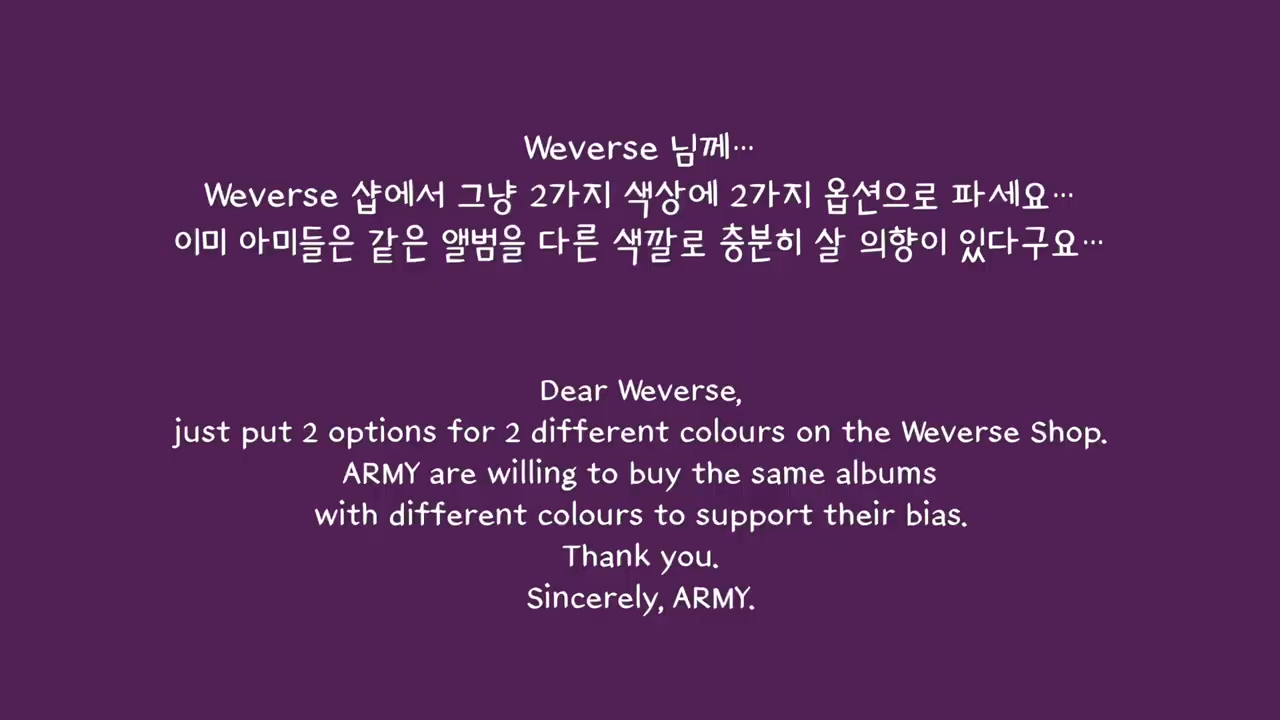 Weverse 님께…
Weverse 샵에서 그냥 2가지 색상에 2가지 옵션으로 파세요…
이미 아미들은 같은 앨범을 다른 색깔로 충분히 살 의향이 있다구요…
Dear Weverse,
just put 2 options for 2 different colours on the Weverse Shop.
ARMY are willing to buy the same albums
with different colours to support their bias.
Thank you.
Sincerely, ARMY.